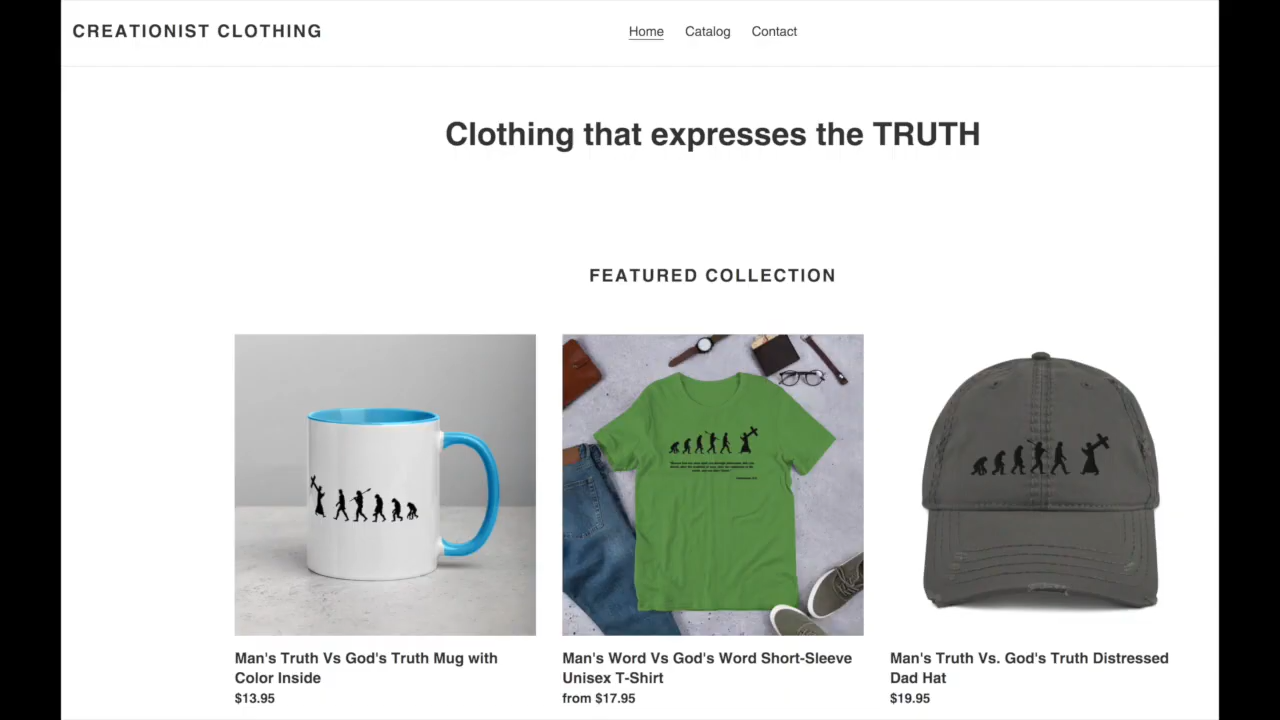 CREATIONIST CLOTHING
Home Catalog Contact
Clothing that expresses the TRUTH
FEATURED COLLECTION
Man's Truth Vs God's Truth Mug with
Color Inside
$13.95
Man's Word Vs God's Word Short-Sleeve
Unisex T-Shirt
from $17.95
Man's Truth Vs. God's Truth Distressed
Dad Hat
$19.95